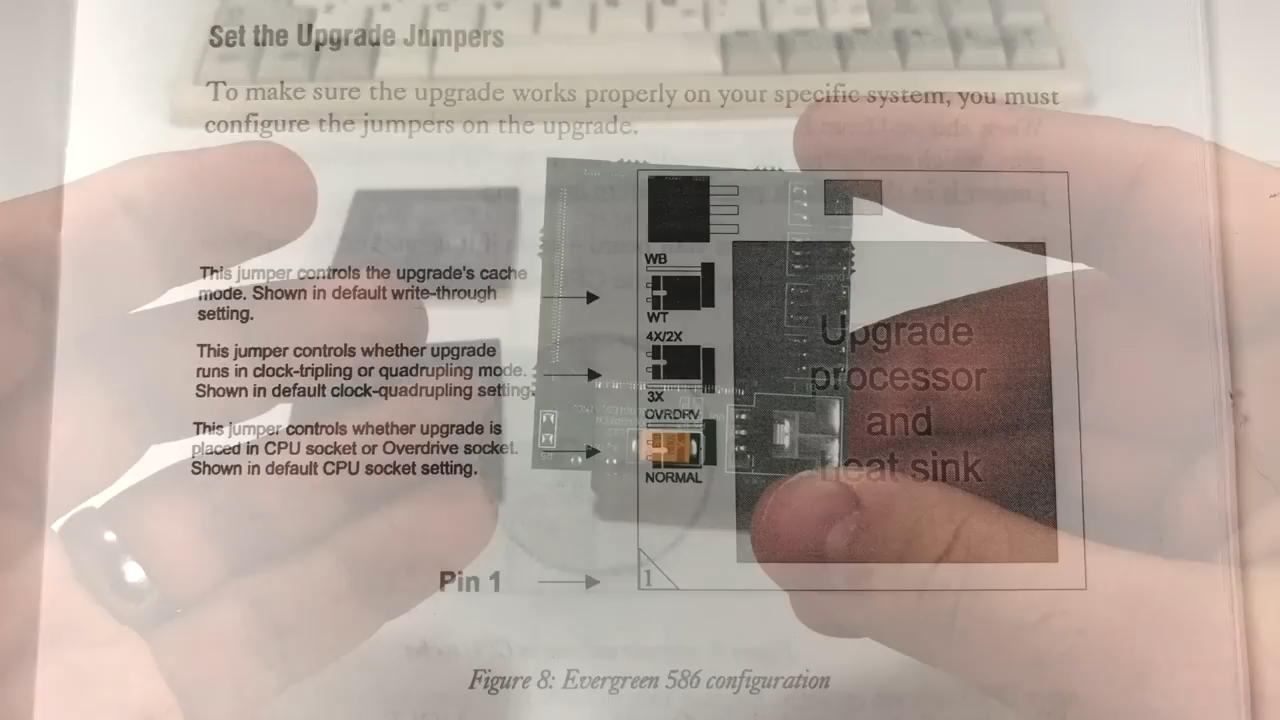 Set the Upgrade Jumpers
To make sure the upgrade works properly on your specific system, you must
configure the jumpers on the upgrade.
This jumper controls the upgrade's cache
mode. Shown in default write-through
setting.
This jumper controls whether upgrade
runs in clock-tripling or quadrupling mode.
Shown in default clock-quadrupling setting.
This jumper controls whether upgrade is
placed in CPU socket or Overdrive socket.
Shown in default CPU socket setting.
WB
WT
4X/2X
3X
OVRDRV
NORMAL
Upgrade
processor
and
heat sink
Pin 1
1
Figure 8: Evergreen 586 configuration